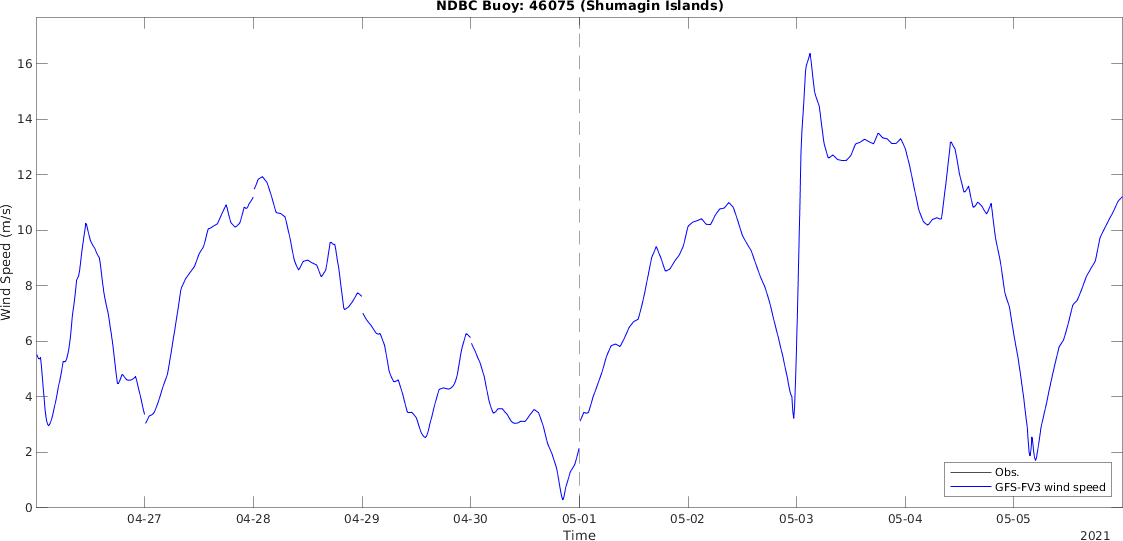 NDBC Buoy: 46075 (Shumagin Islands)
Wind Speed (m/s)
16
14
12
10
8
6
4
2
0
Obs.
GFS-FV3 wind speed
04-27 04-28 04-29 04-30 05-01 05-02 05-03 05-04 05-05
Time
2021